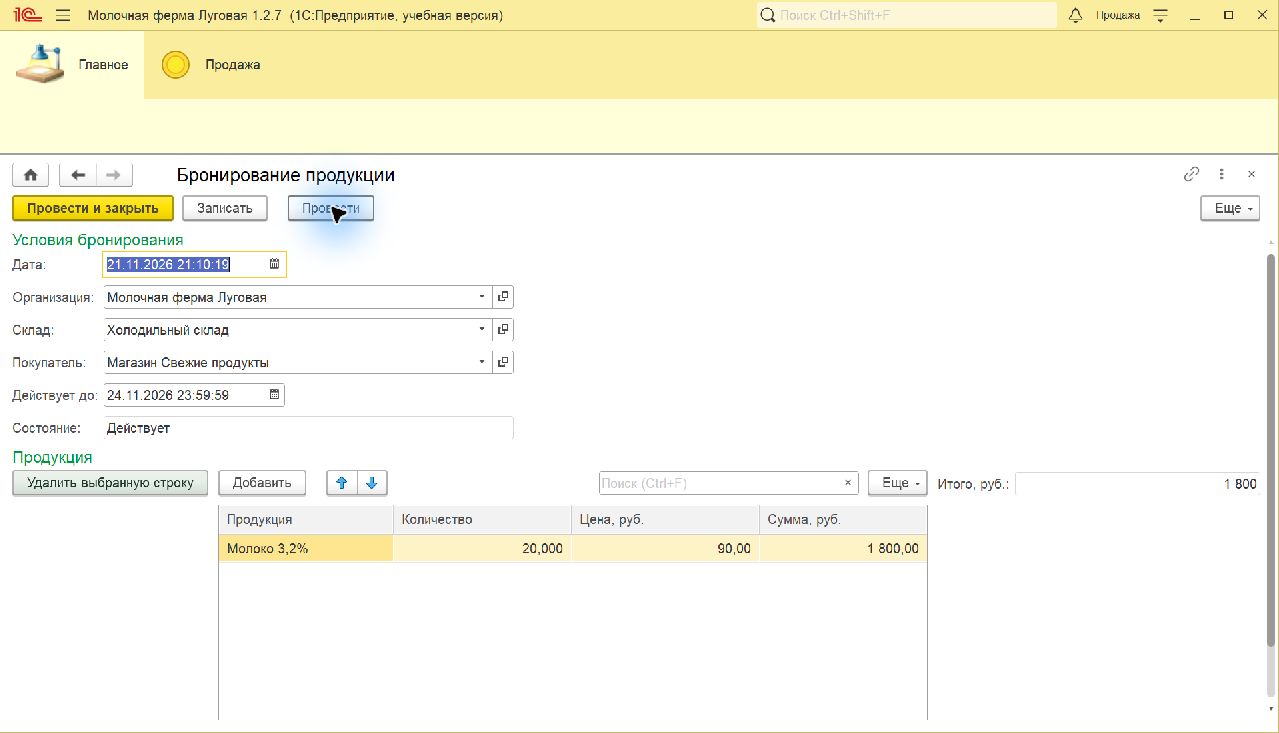 1С Молочная ферма Луговая 1.2.7 (1С:Предприятие, учебная версия) Поиск Ctrl+Shift+F Продажа
Главное Продажа
Бронирование продукции
Провести и закрыть Записать Провести Еще
Условия бронирования
Дата: 21.11.2026 21:10:19
Организация: Молочная ферма Луговая
Склад: Холодильный склад
Покупатель: Магазин Свежие продукты
Действует до: 24.11.2026 23:59:59
Состояние: Действует
Продукция
Удалить выбранную строку Добавить Поиск (Ctrl+F) Еще Итого, руб.: 1 800
Продукция Количество Цена, руб. Сумма, руб.
Молоко 3,2% 20,000 90,00 1 800,00